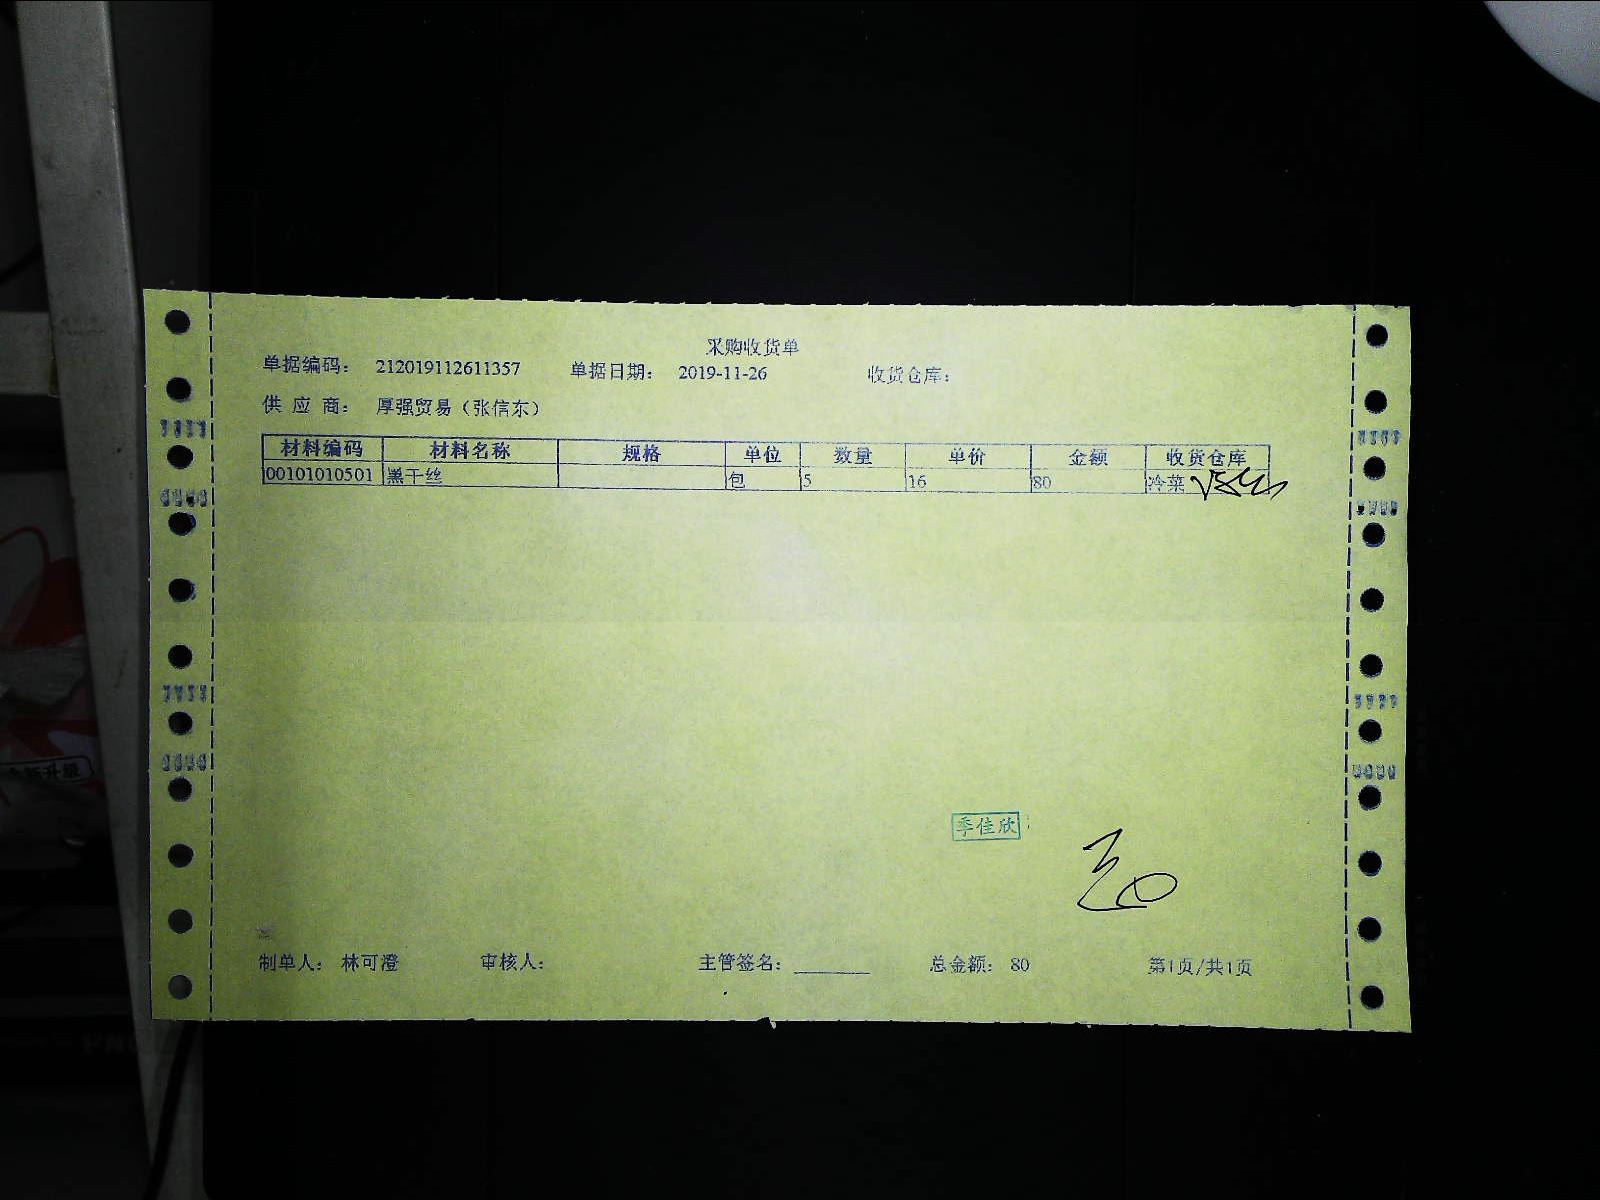 采购收货单
单据编码： 212019112611357 单据日期： 2019-11-26 收货仓库：
供 应 商： 厚强贸易（张信东）
材料编码 材料名称 规格 单位 数量 单价 金额 收货仓库
00101010501 黑干丝 包 5 16 80 冷菜
季佳欣
制单人： 林可澄 审核人： 主管签名： 总金额： 80 第1页/共1页